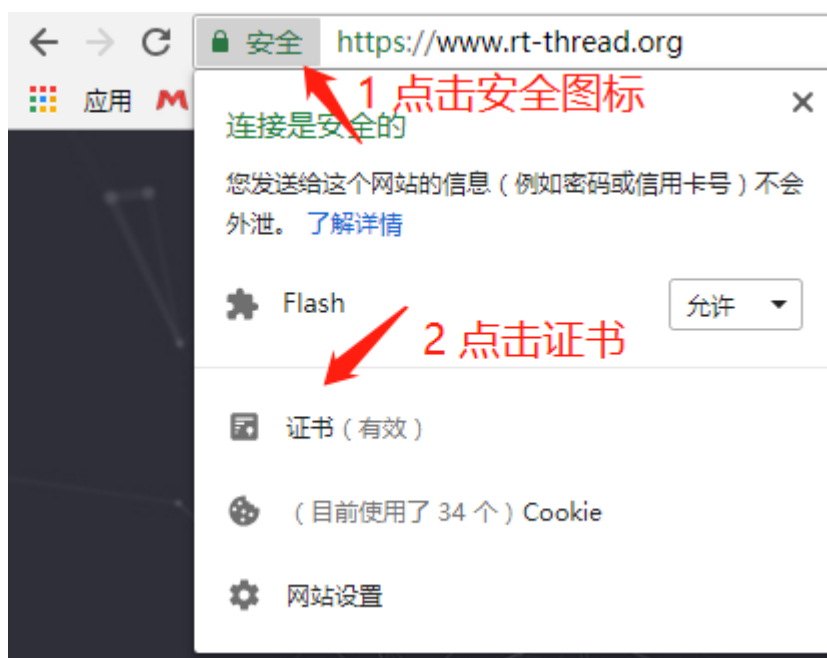 安全 https://www.rt-thread.org
1 点击安全图标
应用
连接是安全的
您发送给这个网站的信息（例如密码或信用卡号）不会
外泄。 了解详情
Flash 允许
2 点击证书
证书（有效）
（目前使用了 34 个）Cookie
网站设置